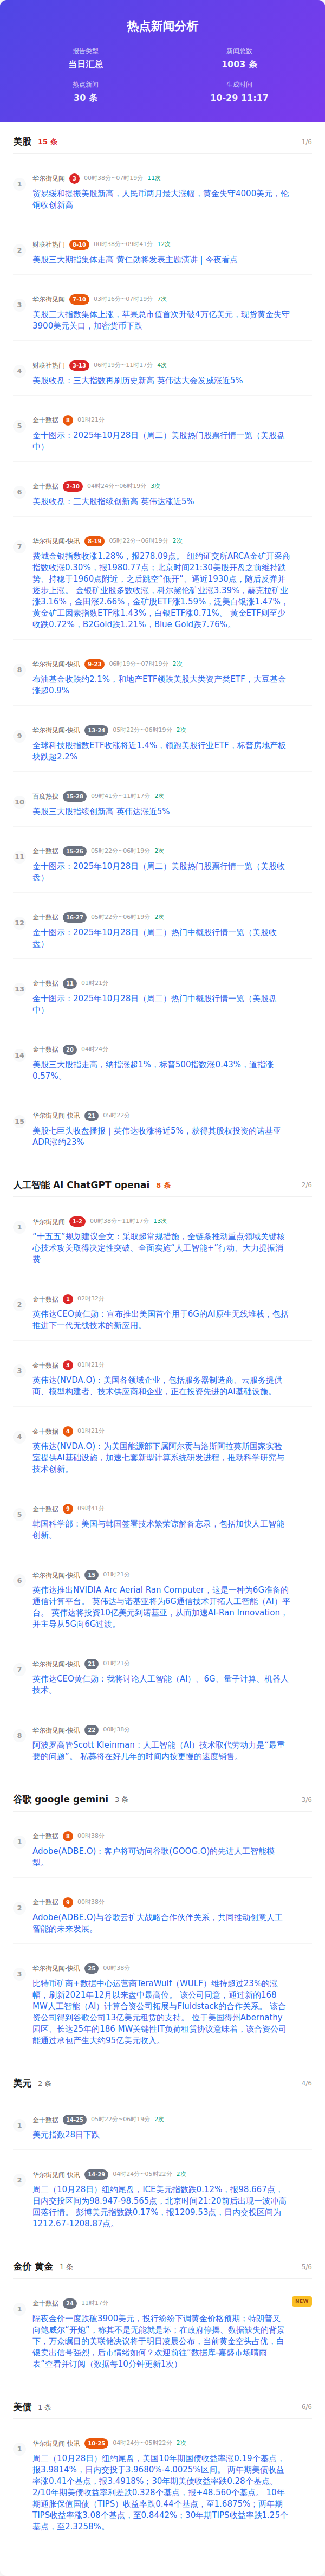 热点新闻分析
报告类型
当日汇总
新闻总数
1003 条
热点新闻
30 条
生成时间
10-29 11:17
美股 15 条 1/6
1
华尔街见闻 3 00时38分~07时19分 11次
贸易缓和提振美股新高，人民币两月最大涨幅，黄金失守4000美元，伦
铜收创新高
2
财联社热门 8-10 00时38分~09时41分 12次
美股三大期指集体走高 黄仁勋将发表主题演讲 | 今夜看点
3
华尔街见闻 7-10 03时16分~07时19分 7次
美股三大指数集体上涨，苹果总市值首次升破4万亿美元，现货黄金失守
3900美元关口，加密货币下跌
4
财联社热门 3-13 06时19分~11时17分 4次
美股收盘：三大指数再刷历史新高 英伟达大会发威涨近5%
5
金十数据 8 01时21分
金十图示：2025年10月28日（周二）美股热门股票行情一览（美股盘
中）
6
金十数据 2-30 04时24分~06时19分 3次
美股收盘：三大股指续创新高 英伟达涨近5%
7
华尔街见闻-快讯 8-19 05时22分~06时19分 2次
费城金银指数收涨1.28%，报278.09点。 纽约证交所ARCA金矿开采商
指数收涨0.30%，报1980.77点；北京时间21:30美股开盘之前维持跌
势、持稳于1960点附近，之后跳空“低开”、逼近1930点，随后反弹并
逐步上涨。 金银矿业股多数收涨，科尔黛伦矿业涨3.39%，赫克拉矿业
涨3.16%，金田涨2.66%，金矿股ETF涨1.59%，泛美白银涨1.47%，
黄金矿工因素指数ETF涨1.43%，白银ETF涨0.71%。 黄金ETF则至少
收跌0.72%，B2Gold跌1.21%，Blue Gold跌7.76%。
8
华尔街见闻-快讯 9-23 06时19分~07时19分 2次
布油基金收跌约2.1%，和地产ETF领跌美股大类资产类ETF，大豆基金
涨超0.9%
9
华尔街见闻-快讯 13-24 05时22分~06时19分 2次
全球科技股指数ETF收涨将近1.4%，领跑美股行业ETF，标普房地产板
块跌超2.2%
10
百度热搜 15-28 09时41分~11时17分 2次
美股三大股指续创新高 英伟达涨近5%
11
金十数据 15-26 05时22分~06时19分 2次
金十图示：2025年10月28日（周二）美股热门股票行情一览（美股收
盘）
12
金十数据 16-27 05时22分~06时19分 2次
金十图示：2025年10月28日（周二）热门中概股行情一览（美股收
盘）
13
金十数据 11 01时21分
金十图示：2025年10月28日（周二）热门中概股行情一览（美股盘
中）
14
金十数据 20 04时24分
美股三大股指走高，纳指涨超1%，标普500指数涨0.43%，道指涨
0.57%。
15
华尔街见闻-快讯 21 05时22分
美股七巨头收盘播报｜英伟达收涨将近5%，获得其股权投资的诺基亚
ADR涨约23%
人工智能 AI ChatGPT openai 8 条 2/6
1
华尔街见闻 1-2 00时38分~11时17分 13次
“十五五”规划建议全文：采取超常规措施，全链条推动重点领域关键核
心技术攻关取得决定性突破、全面实施“人工智能+”行动、大力提振消
费
2
金十数据 1 02时32分
英伟达CEO黄仁勋：宣布推出美国首个用于6G的AI原生无线堆栈，包括
推进下一代无线技术的新应用。
3
金十数据 3 01时21分
英伟达(NVDA.O)：美国各领域企业，包括服务器制造商、云服务提供
商、模型构建者、技术供应商和企业，正在投资先进的AI基础设施。
4
金十数据 4 01时21分
英伟达(NVDA.O)：为美国能源部下属阿尔贡与洛斯阿拉莫斯国家实验
室提供AI基础设施，加速七套新型计算系统研发进程，推动科学研究与
技术创新。
5
金十数据 9 09时41分
韩国科学部：美国与韩国签署技术繁荣谅解备忘录，包括加快人工智能
创新。
6
华尔街见闻-快讯 15 01时21分
英伟达推出NVIDIA Arc Aerial Ran Computer，这是一种为6G准备的
通信计算平台。 英伟达与诺基亚将为6G通信技术开拓人工智能（AI）平
台。 英伟达将投资10亿美元到诺基亚，从而加速AI-Ran Innovation，
并主导从5G向6G过渡。
7
华尔街见闻-快讯 21 01时21分
英伟达CEO黄仁勋：我将讨论人工智能（AI）、6G、量子计算、机器人
技术。
8
华尔街见闻-快讯 22 00时38分
阿波罗高管Scott Kleinman：人工智能（AI）技术取代劳动力是“最重
要的问题”。 私募将在好几年的时间内按更慢的速度销售。
谷歌 google gemini 3 条 3/6
1
金十数据 8 00时38分
Adobe(ADBE.O)：客户将可访问谷歌(GOOG.O)的先进人工智能模
型。
2
金十数据 9 00时38分
Adobe(ADBE.O)与谷歌云扩大战略合作伙伴关系，共同推动创意人工
智能的未来发展。
3
华尔街见闻-快讯 25 00时38分
比特币矿商+数据中心运营商TeraWulf（WULF）维持超过23%的涨
幅，刷新2021年12月以来盘中最高位。 该公司同意，通过新的168
MW人工智能（AI）计算合资公司拓展与Fluidstack的合作关系。 该合
资公司得到谷歌公司13亿美元租赁的支持。 位于美国得州Abernathy
园区、长达25年的186 MW关键性IT负荷租赁协议意味着，该合资公司
能通过承包产生大约95亿美元收入。
美元 2 条 4/6
1
金十数据 14-25 05时22分~06时19分 2次
美元指数28日下跌
2
华尔街见闻-快讯 14-29 04时24分~05时22分 2次
周二（10月28日）纽约尾盘，ICE美元指数跌0.12%，报98.667点，
日内交投区间为98.947-98.565点，北京时间21:20前后出现一波冲高
回落行情。 彭博美元指数跌0.17%，报1209.53点，日内交投区间为
1212.67-1208.87点。
金价 黄金 1 条 5/6
1
金十数据 24 11时17分
NEW
隔夜金价一度跌破3900美元，投行纷纷下调黄金价格预期；特朗普又
向鲍威尔“开炮”，称其不是无能就是坏；在政府停摆、数据缺失的背景
下，万众瞩目的美联储决议将于明日凌晨公布，当前黄金空头占优，白
银卖出信号强烈，后市情绪如何？欢迎前往“数据库-嘉盛市场晴雨
表”查看并订阅（数据每10分钟更新1次）
美债 1 条 6/6
1
华尔街见闻-快讯 10-25 04时24分~05时22分 2次
周二（10月28日）纽约尾盘，美国10年期国债收益率涨0.19个基点，
报3.9814%，日内交投于3.9680%-4.0025%区间。 两年期美债收益
率涨0.41个基点，报3.4918%；30年期美债收益率跌0.28个基点。
2/10年期美债收益率利差跌0.328个基点，报+48.560个基点。 10年
期通胀保值国债（TIPS）收益率跌0.44个基点，至1.6875%；两年期
TIPS收益率涨3.08个基点，至0.8442%；30年期TIPS收益率跌1.25个
基点，至2.3258%。